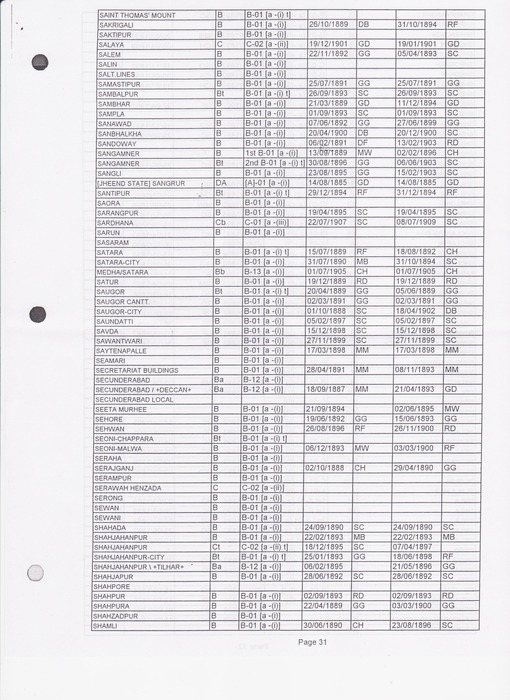 SAINT THOMAS' MOUNT B B-01 [a -(i) t]
SAKRIGALI B B-01 [a -(i)] 26/10/1889 DB 31/10/1894 RF
SAKTIPUR B B-01 [a -(i)]
SALAYA C C-02 [a -(ii)] 19/12/1901 GD 19/01/1901 GD
SALEM B B-01 [a -(i)] 22/11/1892 GG 05/04/1893 SC
SALIN B B-01 [a -(i)]
SALT.LINES B B-01 [a -(i)]
SAMASTIPUR B B-01 [a -(i)] 25/07/1891 GG 25/07/1891 GG
SAMBALPUR Bt B-01 [a -(i) t] 26/09/1893 SC 26/09/1893 SC
SAMBHAR B B-01 [a -(i)] 21/03/1889 GD 11/12/1894 GD
SAMPLA B B-01 [a -(i)] 01/09/1893 SC 01/09/1893 SC
SANAWAD B B-01 [a -(i)] 07/06/1892 GG 27/06/1899 GG
SANBHALKHA B B-01 [a -(i)] 20/04/1900 DB 20/12/1900 SC
SANDOWAY B B-01 [a -(i)] 06/02/1891 DF 13/02/1903 RD
SANGAMNER B 1st B-01 [a -(i)] 13/09/1889 MW 02/02/1896 CH
SANGAMNER Bt 2nd B-01 [a -(i) t] 30/08/1896 GG 06/06/1903 SC
SANGLI B B-01 [a -(i)] 23/08/1895 GG 15/02/1903 SC
[JHEEND STATE] SANGRUR DA [A]-01 [a -(i)] 14/08/1885 GD 14/08/1885 GD
SANTIPUR Bt B-01 [a -(i) t] 29/12/1894 RF 31/12/1894 RF
SAORA B B-01 [a -(i)]
SARANGPUR B B-01 [a -(i)] 19/04/1895 SC 19/04/1895 SC
SARDHANA Cb C-01 [a -(iii)] 22/07/1907 SC 08/07/1909 SC
SARUN B B-01 [a -(i)]
SASARAM
SATARA B B-01 [a -(i) t] 15/07/1889 RF 18/08/1892 CH
SATARA-CITY B B-01 [a -(i)] 31/07/1890 MB 31/10/1894 SC
MEDHA/SATARA Bb B-13 [a -(i)] 01/07/1905 CH 01/07/1905 CH
SATUR B B-01 [a -(i)] 19/12/1889 RD 19/12/1889 RD
SAUGOR Bt B-01 [a -(i) t] 20/04/1889 GG 05/06/1889 GG
SAUGOR CANTT. B B-01 [a -(i)] 02/03/1891 GG 02/03/1891 GG
SAUGOR-CITY B B-01 [a -(i)] 01/10/1888 SC 18/04/1902 DB
SAUNDATTI B B-01 [a -(i)] 05/02/1897 SC 05/02/1897 SC
SAVDA B B-01 [a -(i)] 15/12/1898 SC 15/12/1898 SC
SAWANTWARI B B-01 [a -(i)] 27/11/1899 SC 27/11/1899 SC
SAYTENAPALLE B B-01 [a -(i)] 17/03/1898 MM 17/03/1898 MM
SEAMARI B B-01 [a -(i)]
SECRETARIAT BUILDINGS B B-01 [a -(i)] 28/04/1891 MM 08/11/1893 MM
SECUNDERABAD Ba B-12 [a -(i)]
SECUNDERABAD / +DECCAN+ Ba B-12 [a -(i)] 18/09/1887 MM 21/04/1893 GD
SECUNDERABAD LOCAL
SEETA MURHEE B B-01 [a -(i)] 21/09/1894 02/06/1895 MW
SEHORE B B-01 [a -(i)] 19/06/1892 GG 15/06/1893 GG
SEHWAN B B-01 [a -(i)] 26/08/1896 RF 26/11/1900 RD
SEONI-CHAPPARA Bt B-01 [a -(i) t]
SEONI-MALWA B B-01 [a -(i)] 06/12/1893 MW 03/03/1900 RF
SERAHA B B-01 [a -(i)]
SERAJGANJ B B-01 [a -(i)] 02/10/1888 CH 29/04/1890 GG
SERAMPUR B B-01 [a -(i)]
SERAWAH HENZADA C C-02 [a -(ii)]
SERONG B B-01 [a -(i)]
SEWAN B B-01 [a -(i)]
SEWANI B B-01 [a -(i)]
SHAHADA B B-01 [a -(i)] 24/09/1890 SC 24/09/1890 SC
SHAHJAHANPUR B B-01 [a -(i)] 22/02/1893 MB 22/02/1893 MB
SHAHJAHANPUR Ct C-02 [a -(ii) t] 18/12/1895 SC 07/04/1897
SHAHJAHANPUR-CITY Bt B-01 [a -(i) t] 25/01/1893 GG 18/06/1898 RF
SHAHJAHANPUR \ +TILHAR+ Ba B-12 [a -(i)] 06/02/1895 21/05/1896 GG
SHAHJAPUR B B-01 [a -(i)] 28/06/1892 SC 28/06/1892 SC
SHAHPORE
SHAHPUR B B-01 [a -(i)] 02/09/1893 RD 02/09/1893 RD
SHAHPURA B B-01 [a -(i)] 22/04/1889 GG 03/03/1900 GG
SHAHZADPUR B B-01 [a -(i)]
SHAMLI B B-01 [a -(i)] 30/06/1890 CH 23/08/1896 SC
Page 31